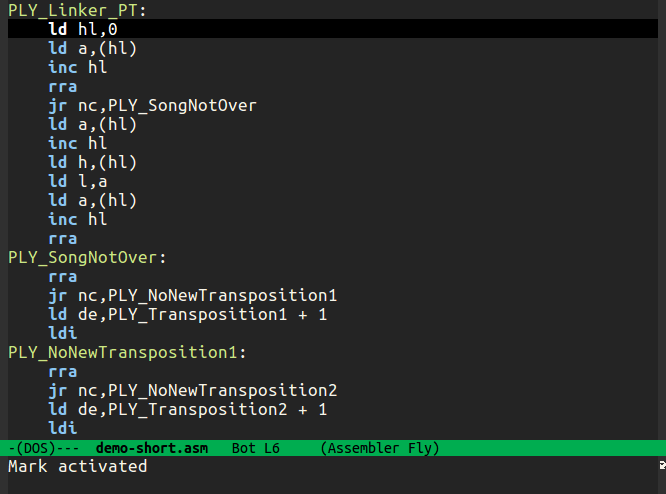 PLY_Linker_PT:
    ld hl,0
    ld a,(hl)
    inc hl
    rra
    jr nc,PLY_SongNotOver
    ld a,(hl)
    inc hl
    ld h,(hl)
    ld l,a
    ld a,(hl)
    inc hl
    rra
PLY_SongNotOver:
    rra
    jr nc,PLY_NoNewTransposition1
    ld de,PLY_Transposition1 + 1
    ldi
PLY_NoNewTransposition1:
    rra
    jr nc,PLY_NoNewTransposition2
    ld de,PLY_Transposition2 + 1
    ldi
-(DOS)---  demo-short.asm   Bot L6     (Assembler Fly)
Mark activated